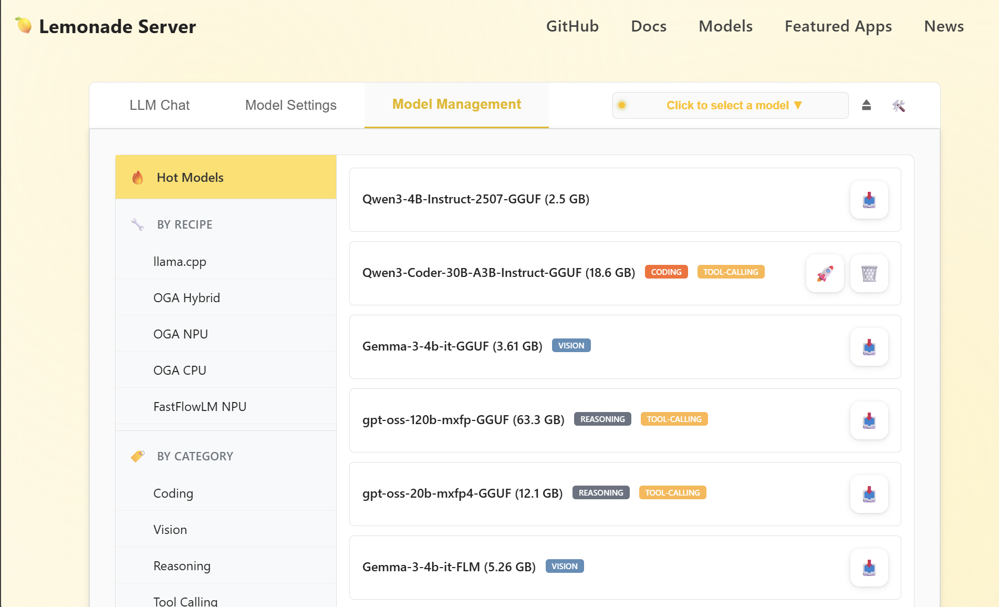 Lemonade Server
GitHub Docs Models Featured Apps News
LLM Chat Model Settings Model Management Click to select a model ▼
Hot Models
BY RECIPE
llama.cpp
OGA Hybrid
OGA NPU
OGA CPU
FastFlowLM NPU
BY CATEGORY
Coding
Vision
Reasoning
Tool Calling
Qwen3-4B-Instruct-2507-GGUF (2.5 GB)
Qwen3-Coder-30B-A3B-Instruct-GGUF (18.6 GB) CODING TOOL-CALLING
Gemma-3-4b-it-GGUF (3.61 GB) VISION
gpt-oss-120b-mxfp-GGUF (63.3 GB) REASONING TOOL-CALLING
gpt-oss-20b-mxfp4-GGUF (12.1 GB) REASONING TOOL-CALLING
Gemma-3-4b-it-FLM (5.26 GB) VISION